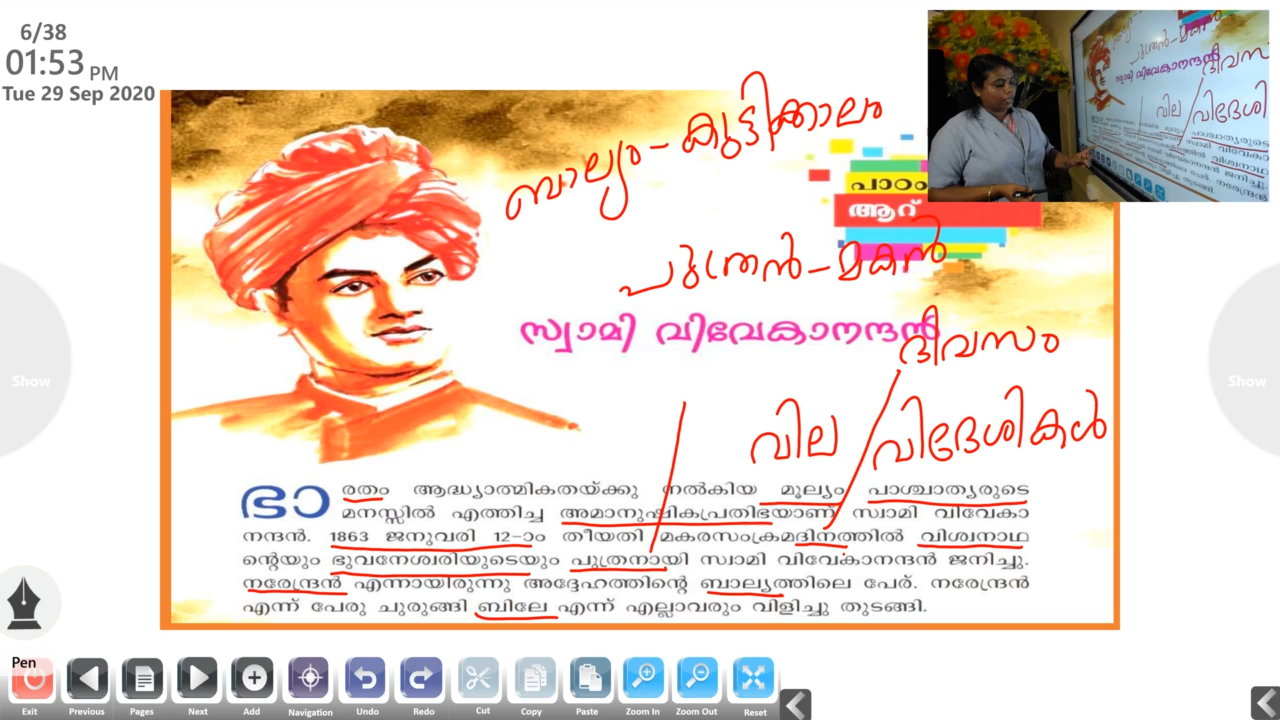 6/38
01:53 PM
Tue 29 Sep 2020
ബാല്യം - കുട്ടിക്കാലം
പാഠം
ആറ്
പുത്രൻ - മകൻ
സ്വാമി വിവേകാനന്ദൻ
ദിവസം
വില / വിദേശികൾ
ഭാരതം ആദ്ധ്യാത്മികതയ്ക്കു നൽകിയ മൂല്യം പാശ്ചാത്യരുടെ
മനസ്സിൽ എത്തിച്ച അമാനുഷികപ്രതിഭയാണ് സ്വാമി വിവേകാ
നന്ദൻ. 1863 ജനുവരി 12-ാം തീയതി മകരസംക്രമദിനത്തിൽ വിശ്വനാഥ
ന്റെയും ഭുവനേശ്വരിയുടെയും പുത്രനായി സ്വാമി വിവേകാനന്ദൻ ജനിച്ചു.
നരേന്ദ്രൻ എന്നായിരുന്നു അദ്ദേഹത്തിന്റെ ബാല്യത്തിലെ പേര്. നരേന്ദ്രൻ
എന്ന് പേരു ചുരുങ്ങി ബിലേ എന്ന് എല്ലാവരും വിളിച്ചു തുടങ്ങി.
Show
Show
Pen
Exit Previous Pages Next Add Navigation Undo Redo Cut Copy Paste Zoom In Zoom Out Reset